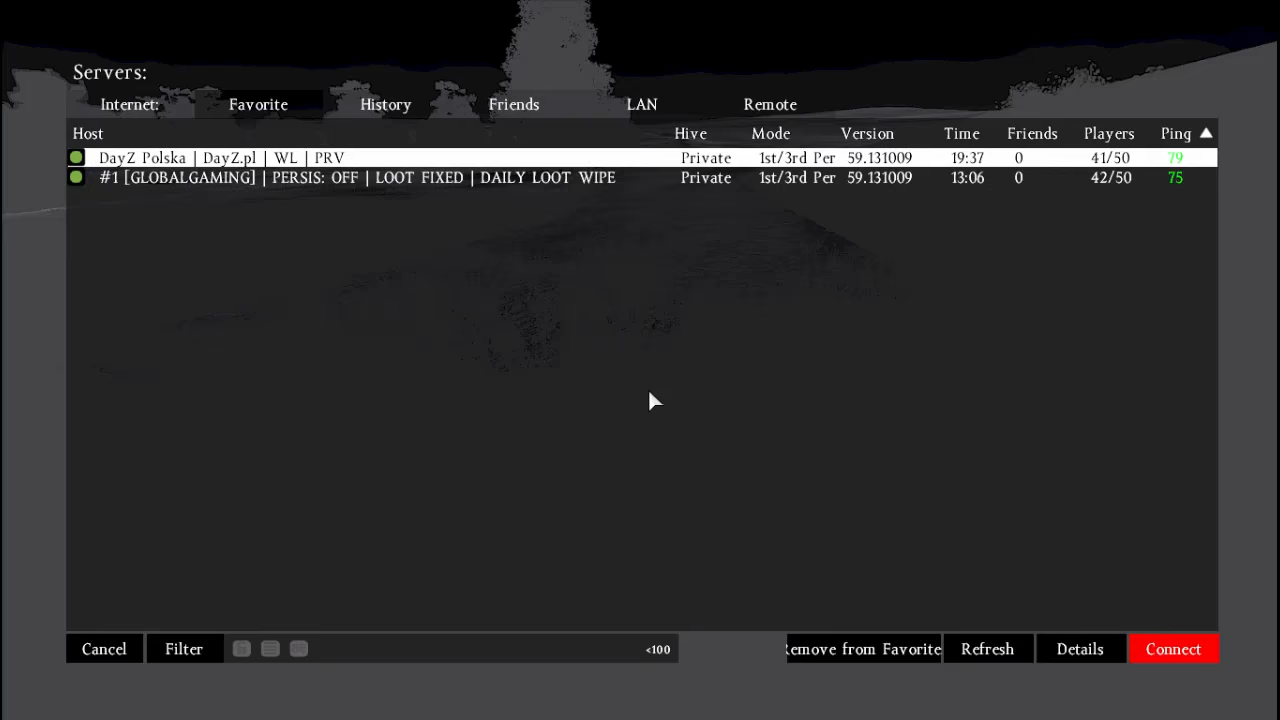 Servers:
Internet: Favorite History Friends LAN Remote
Host Hive Mode Version Time Friends Players Ping
DayZ Polska | DayZ.pl | WL | PRV Private 1st/3rd Per 59.131009 19:37 0 41/50 79
#1 [GLOBALGAMING] | PERSIS: OFF | LOOT FIXED | DAILY LOOT WIPE Private 1st/3rd Per 59.131009 13:06 0 42/50 75
Cancel Filter <100 Remove from Favorite Refresh Details Connect